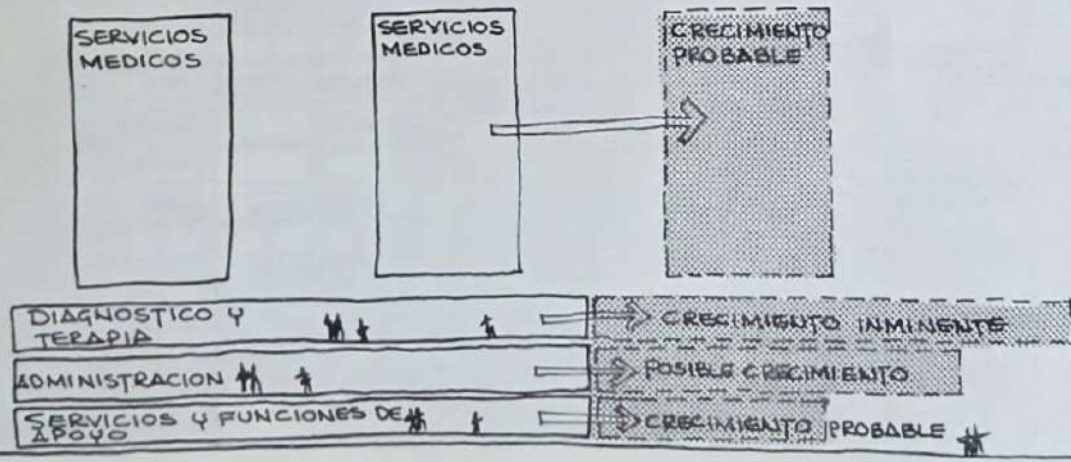 SERVICIOS
MEDICOS
SERVICIOS
MEDICOS
CRECIMIENTO
PROBABLE
DIAGNOSTICO Y
TERAPIA
CRECIMIENTO INMINENTE
ADMINISTRACION
POSIBLE CRECIMIENTO
SERVICIOS Y FUNCIONES DE
APOYO
CRECIMIENTO PROBABLE